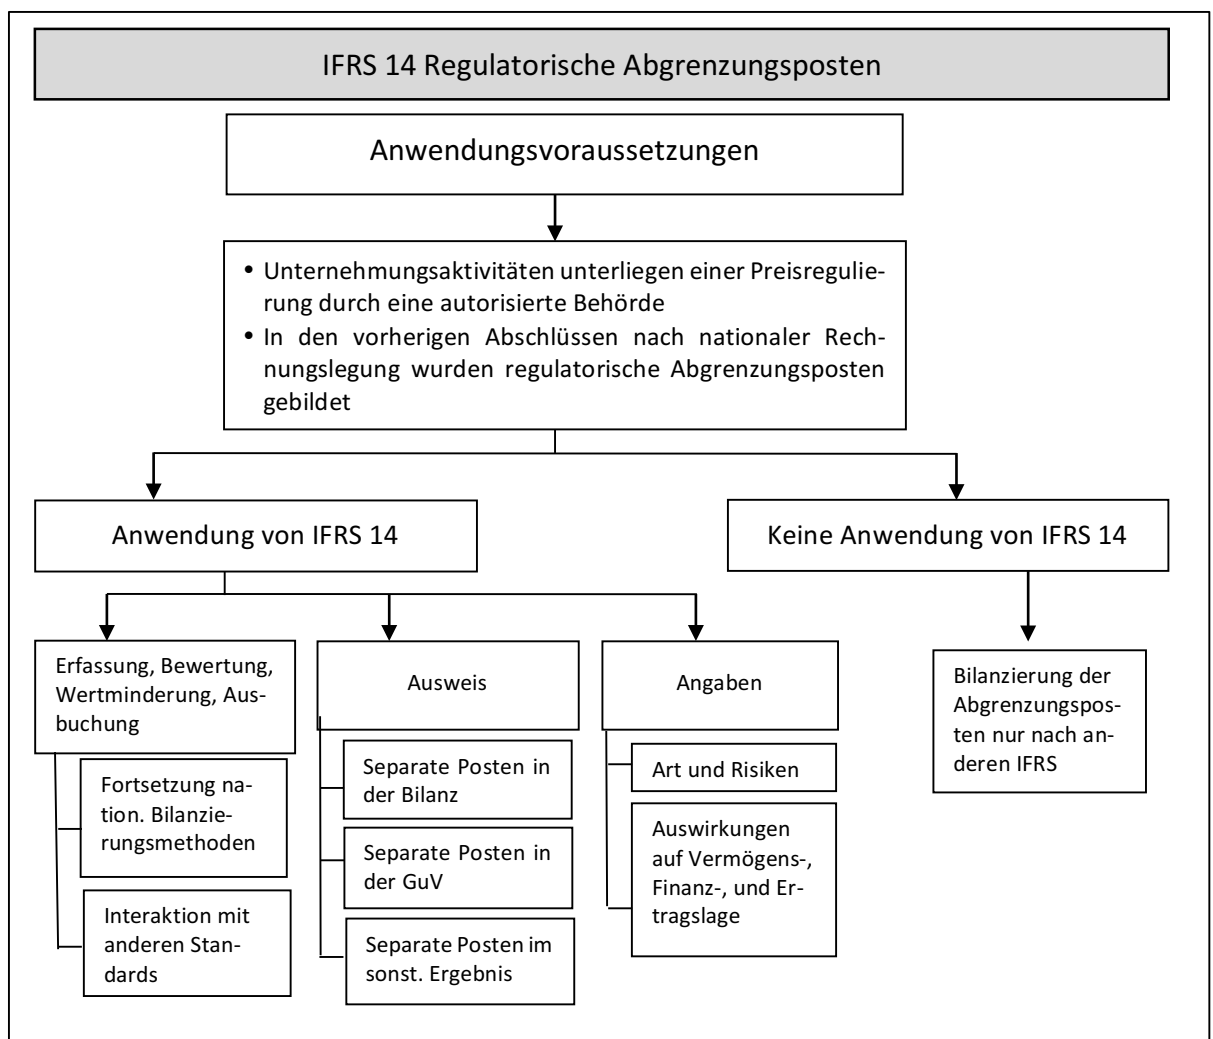 IFRS 14 Regulatorische Abgrenzungsposten
Anwendungsvoraussetzungen
• Unternehmungsaktivitäten unterliegen einer Preisregulie-
rung durch eine autorisierte Behörde
• In den vorherigen Abschlüssen nach nationaler Rech-
nungslegung wurden regulatorische Abgrenzungsposten
gebildet
Anwendung von IFRS 14
Keine Anwendung von IFRS 14
Erfassung, Bewertung,
Wertminderung, Aus-
buchung
Fortsetzung na-
tion. Bilanzie-
rungsmethoden
Interaktion mit
anderen Stan-
dards
Ausweis
Separate Posten in
der Bilanz
Separate Posten in
der GuV
Separate Posten im
sonst. Ergebnis
Angaben
Art und Risiken
Auswirkungen
auf Vermögens-,
Finanz-, und Er-
tragslage
Bilanzierung der
Abgrenzungspos-
ten nur nach an-
deren IFRS